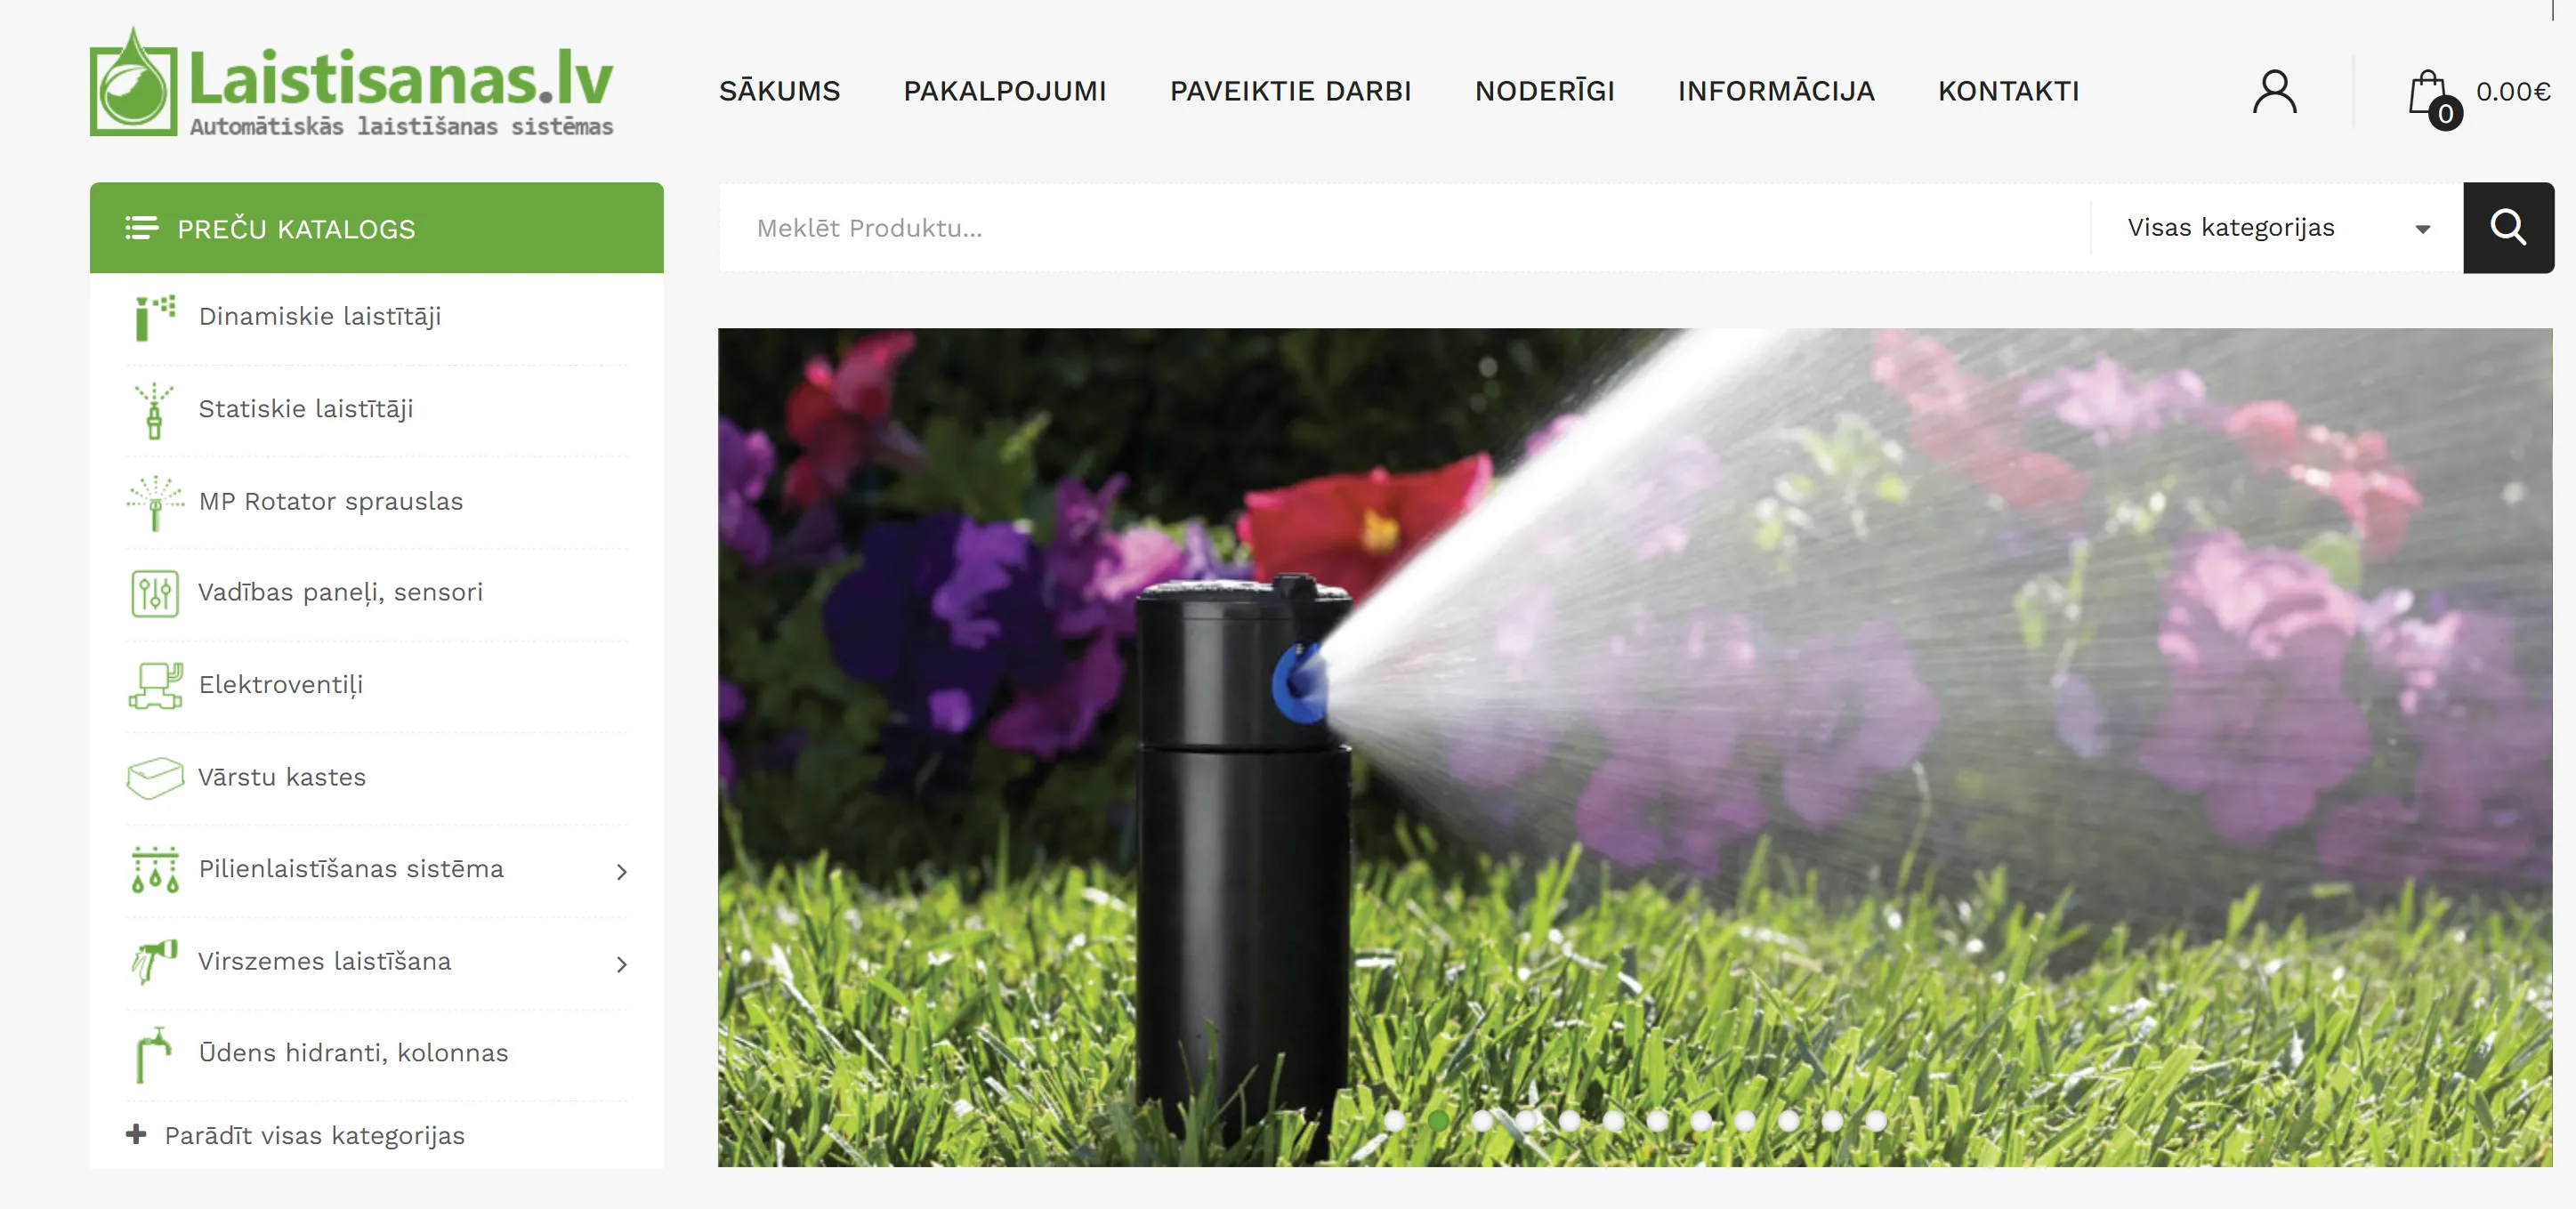 Laistisanas.lv
Automātiskās laistīšanas sistēmas
SĀKUMS PAKALPOJUMI PAVEIKTIE DARBI NODERĪGI INFORMĀCIJA KONTAKTI
0 0.00€
PREČU KATALOGS
Meklēt Produktu...
Visas kategorijas
Dinamiskie laistītāji
Statiskie laistītāji
MP Rotator sprauslas
Vadības paneļi, sensori
Elektroventiļi
Vārstu kastes
Pilienlaistīšanas sistēma
Virszemes laistīšana
Ūdens hidranti, kolonnas
Parādīt visas kategorijas